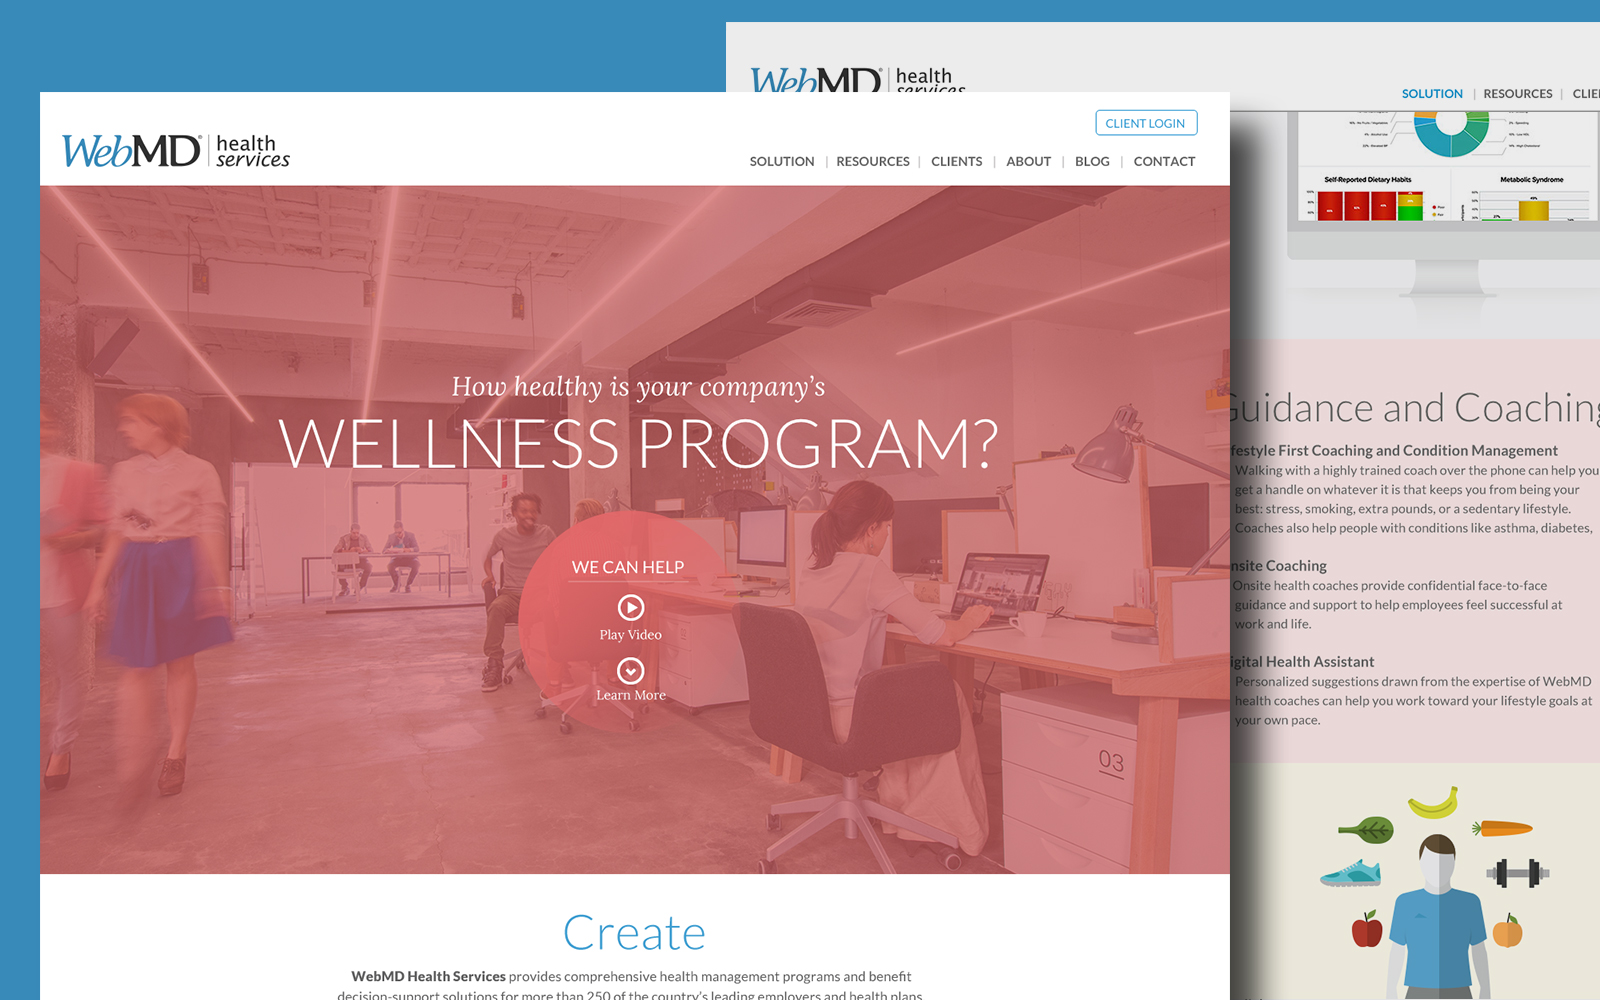 WebMD health services
CLIENT LOGIN
SOLUTION | RESOURCES | CLIENTS | ABOUT | BLOG | CONTACT
How healthy is your company's
WELLNESS PROGRAM?
WE CAN HELP
Play Video
Learn More
03
Create
WebMD Health Services provides comprehensive health management programs and benefit
decision-support solutions for more than 250 of the country's leading employers and health plans
WebMD health services
SOLUTION | RESOURCES |
Self-Reported Dietary Habits
Metabolic Syndrome
Guidance and Coaching
festyle First Coaching and Condition Management
Walking with a highly trained coach over the phone can help you
get a handle on whatever it is that keeps you from being your
best: stress, smoking, extra pounds, or a sedentary lifestyle.
Coaches also help people with conditions like asthma, diabetes,
nsite Coaching
Onsite health coaches provide confidential face-to-face
guidance and support to help employees feel successful at
work and life.
igital Health Assistant
Personalized suggestions drawn from the expertise of WebMD
health coaches can help you work toward your lifestyle goals at
your own pace.